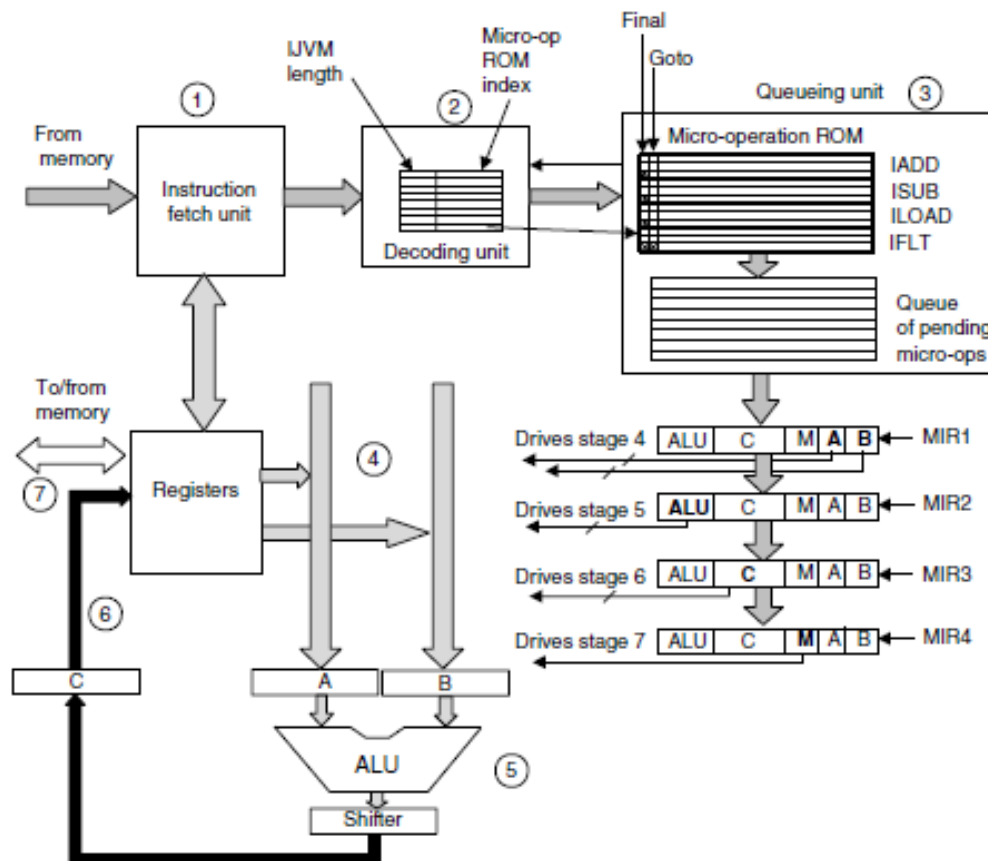 Final
Goto
IJVM
length
Micro-op
ROM
index
1
2
Queueing unit 3
From
memory
Instruction
fetch unit
Decoding unit
Micro-operation ROM
IADD
ISUB
ILOAD
IFLT
Queue
of pending
micro-ops
To/from
memory
7
Registers
4
6
C
A
B
ALU
5
Shifter
Drives stage 4 ALU C M A B MIR1
Drives stage 5 ALU C M A B MIR2
Drives stage 6 ALU C M A B MIR3
Drives stage 7 ALU C M A B MIR4